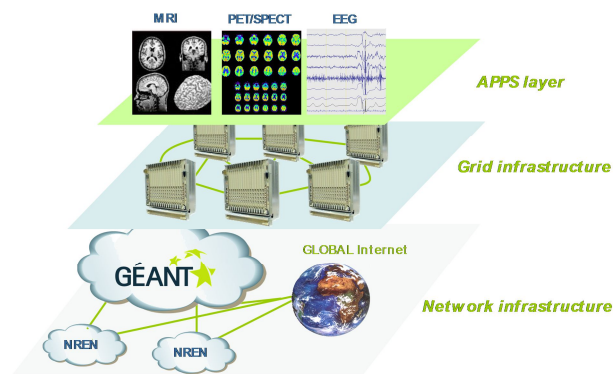 MRI
PET/SPECT
EEG
APPS layer
Grid infrastructure
GLOBAL Internet
GÉANT
Network infrastructure
NREN
NREN